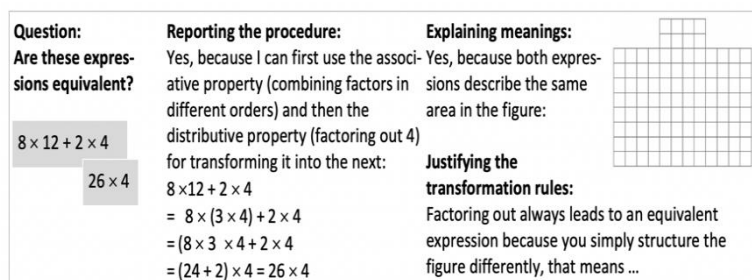 Question:
Are these expres-
sions equivalent?
8 × 12 + 2 × 4
26 × 4
Reporting the procedure:
Yes, because I can first use the associ-
ative property (combining factors in
different orders) and then the
distributive property (factoring out 4)
for transforming it into the next:
8 ×12 + 2 × 4
= 8 × (3 × 4) + 2 × 4
= (8 × 3 × 4 + 2 × 4
= (24 + 2) × 4 = 26 × 4
Explaining meanings:
Yes, because both expres-
sions describe the same
area in the figure:
Justifying the
transformation rules:
Factoring out always leads to an equivalent
expression because you simply structure the
figure differently, that means ...